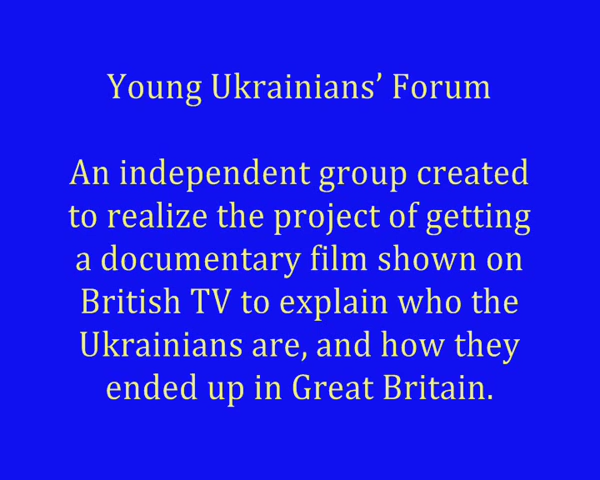 Young Ukrainians’ Forum
An independent group created
to realize the project of getting
a documentary film shown on
British TV to explain who the
Ukrainians are, and how they
ended up in Great Britain.